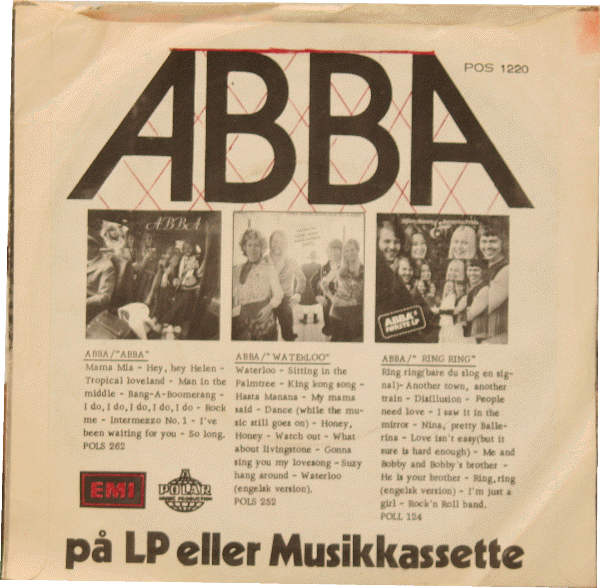 ABBA
POS 1220
ABBA
ABBA'S
FØRSTE LP
ABBA/"ABBA"
Mama Mia - Hey, hey Helen -
Tropical loveland - Man in the
middle - Bang-A-Boomerang -
I do, I do, I do, I do, I do - Rock
me - Intermezzo No. 1 - I've
been waiting for you - So long.
POLS 262
ABBA/"WATERLOO"
Waterloo - Sitting in the
Palmtree - King kong song -
Hasta Manana - My mama
said - Dance (while the mu-
sic still goes on) - Honey,
Honey - Watch out - What
about livingstone - Gonna
sing you my lovesong - Suzy
hang around - Waterloo
(engelsk version).
POLS 252
ABBA/" RING RING"
Ring ring(bare du slog en sig-
nal)- Another town, another
train - Disillusion - People
need love - I saw it in the
mirror - Nina, pretty Balle-
rina - Love isn't easy(but it
sure is hard enough) - Me and
Bobby and Bobby's brother -
He is your brother - Ring, ring
(engelsk version) - I'm just a
girl - Rock'n Roll band.
POLL 124
EMI
A
POLAR
MUSIC PRODUCTION
på LP eller Musikkassette